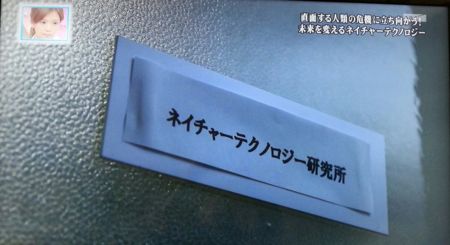 直面する人類の危機に立ち向かう!
未来を変えるネイチャーテクノロジー
ネイチャーテクノロジー研究所